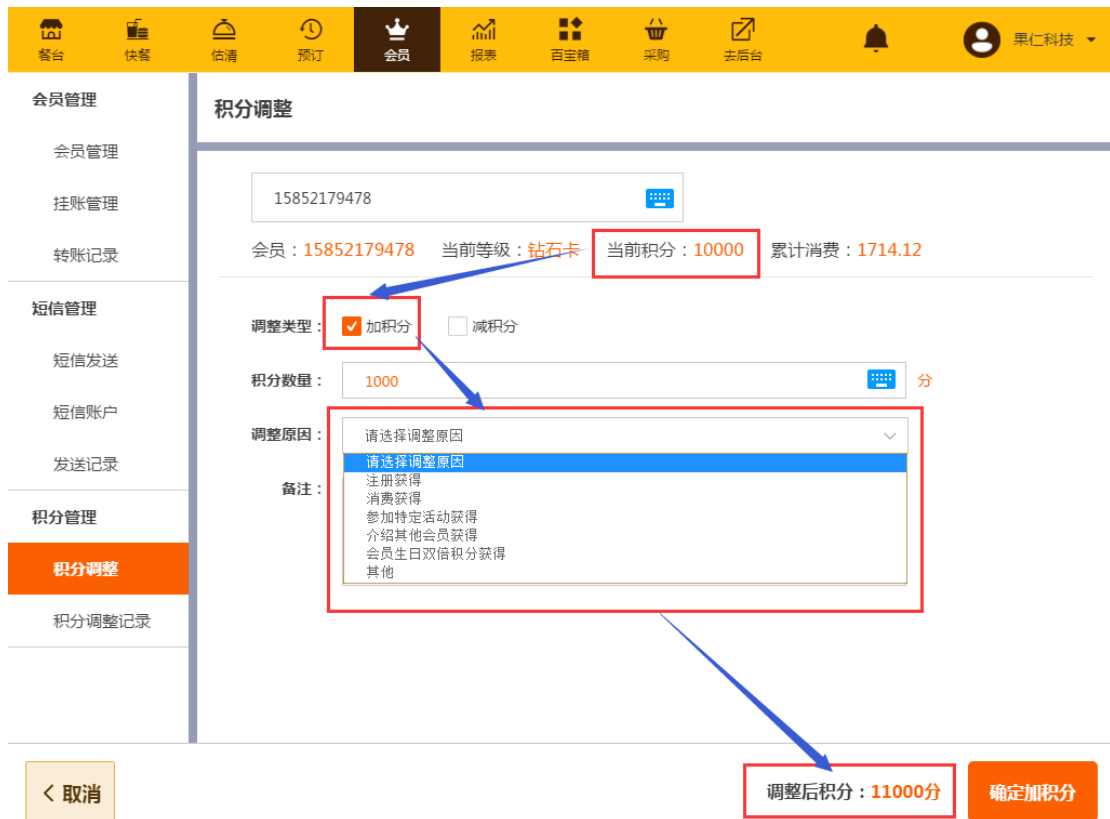 餐台 快餐 估清 预订 会员 报表 百宝箱 采购 去后台 果仁科技
会员管理
会员管理
挂账管理
转账记录
短信管理
短信发送
短信账户
发送记录
积分管理
积分调整
积分调整记录
积分调整
15852179478
会员：15852179478 当前等级：钻石卡 当前积分：10000 累计消费：1714.12
调整类型： 加积分 减积分
积分数量： 1000 分
调整原因： 请选择调整原因
请选择调整原因
注册获得
消费获得
参加特定活动获得
介绍其他会员获得
会员生日双倍积分获得
其他
备注：
取消 调整后积分：11000分 确定加积分